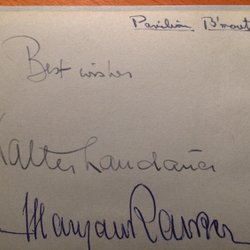 Pavilion B'mout
Best wishes
Walter Landauer